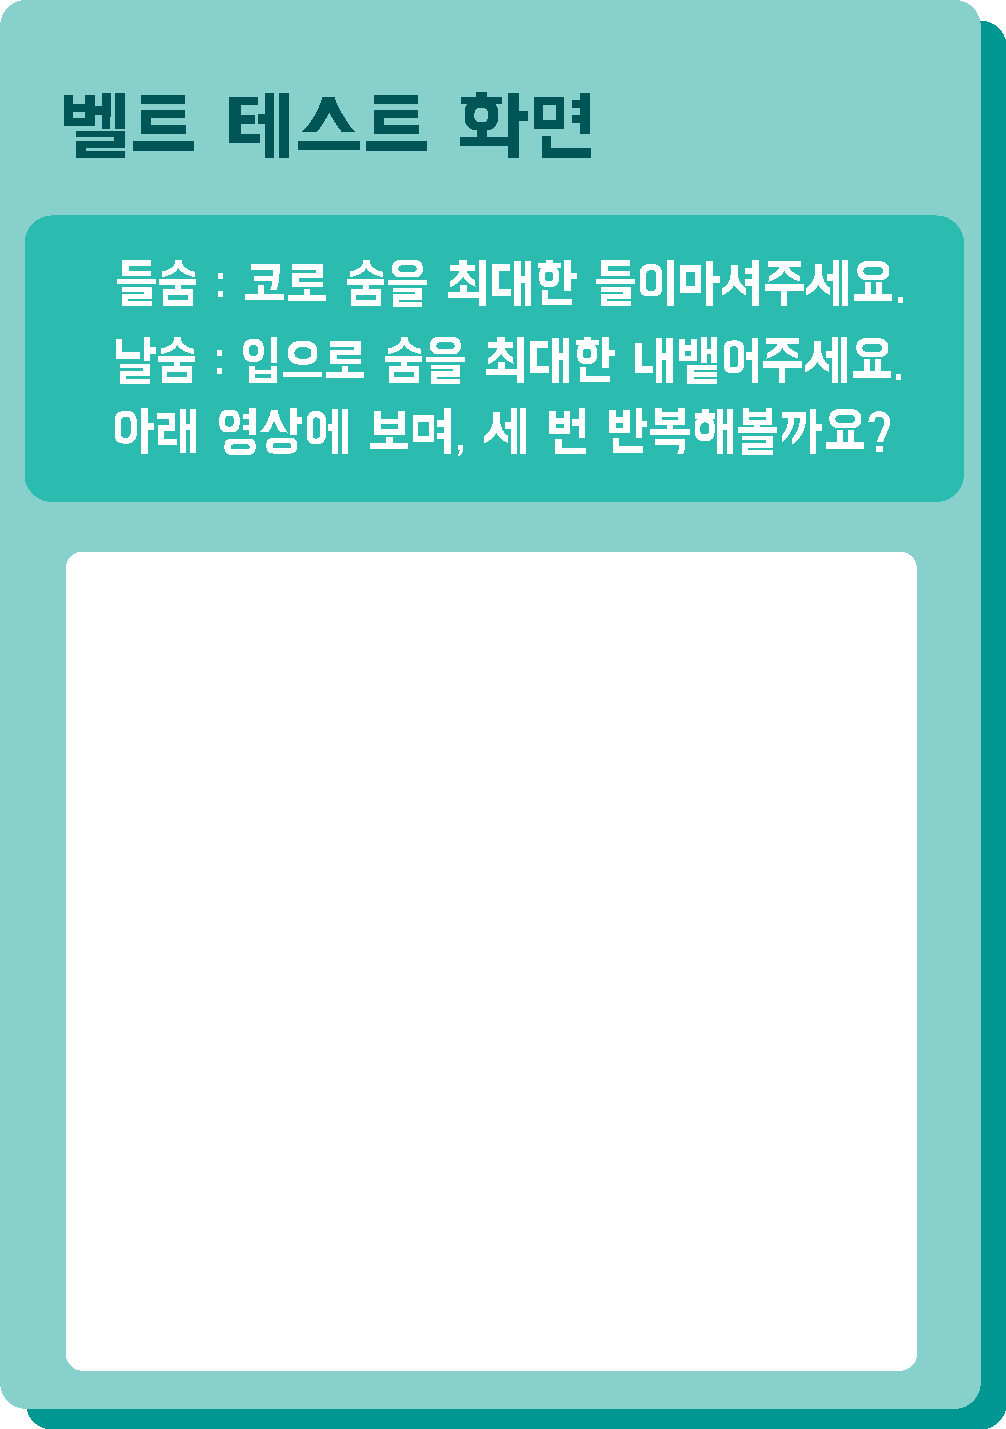 벨트 테스트 화면
들숨 : 코로 숨을 최대한 들이마셔주세요.
날숨 : 입으로 숨을 최대한 내뱉어주세요.
아래 영상에 보며, 세 번 반복해볼까요?